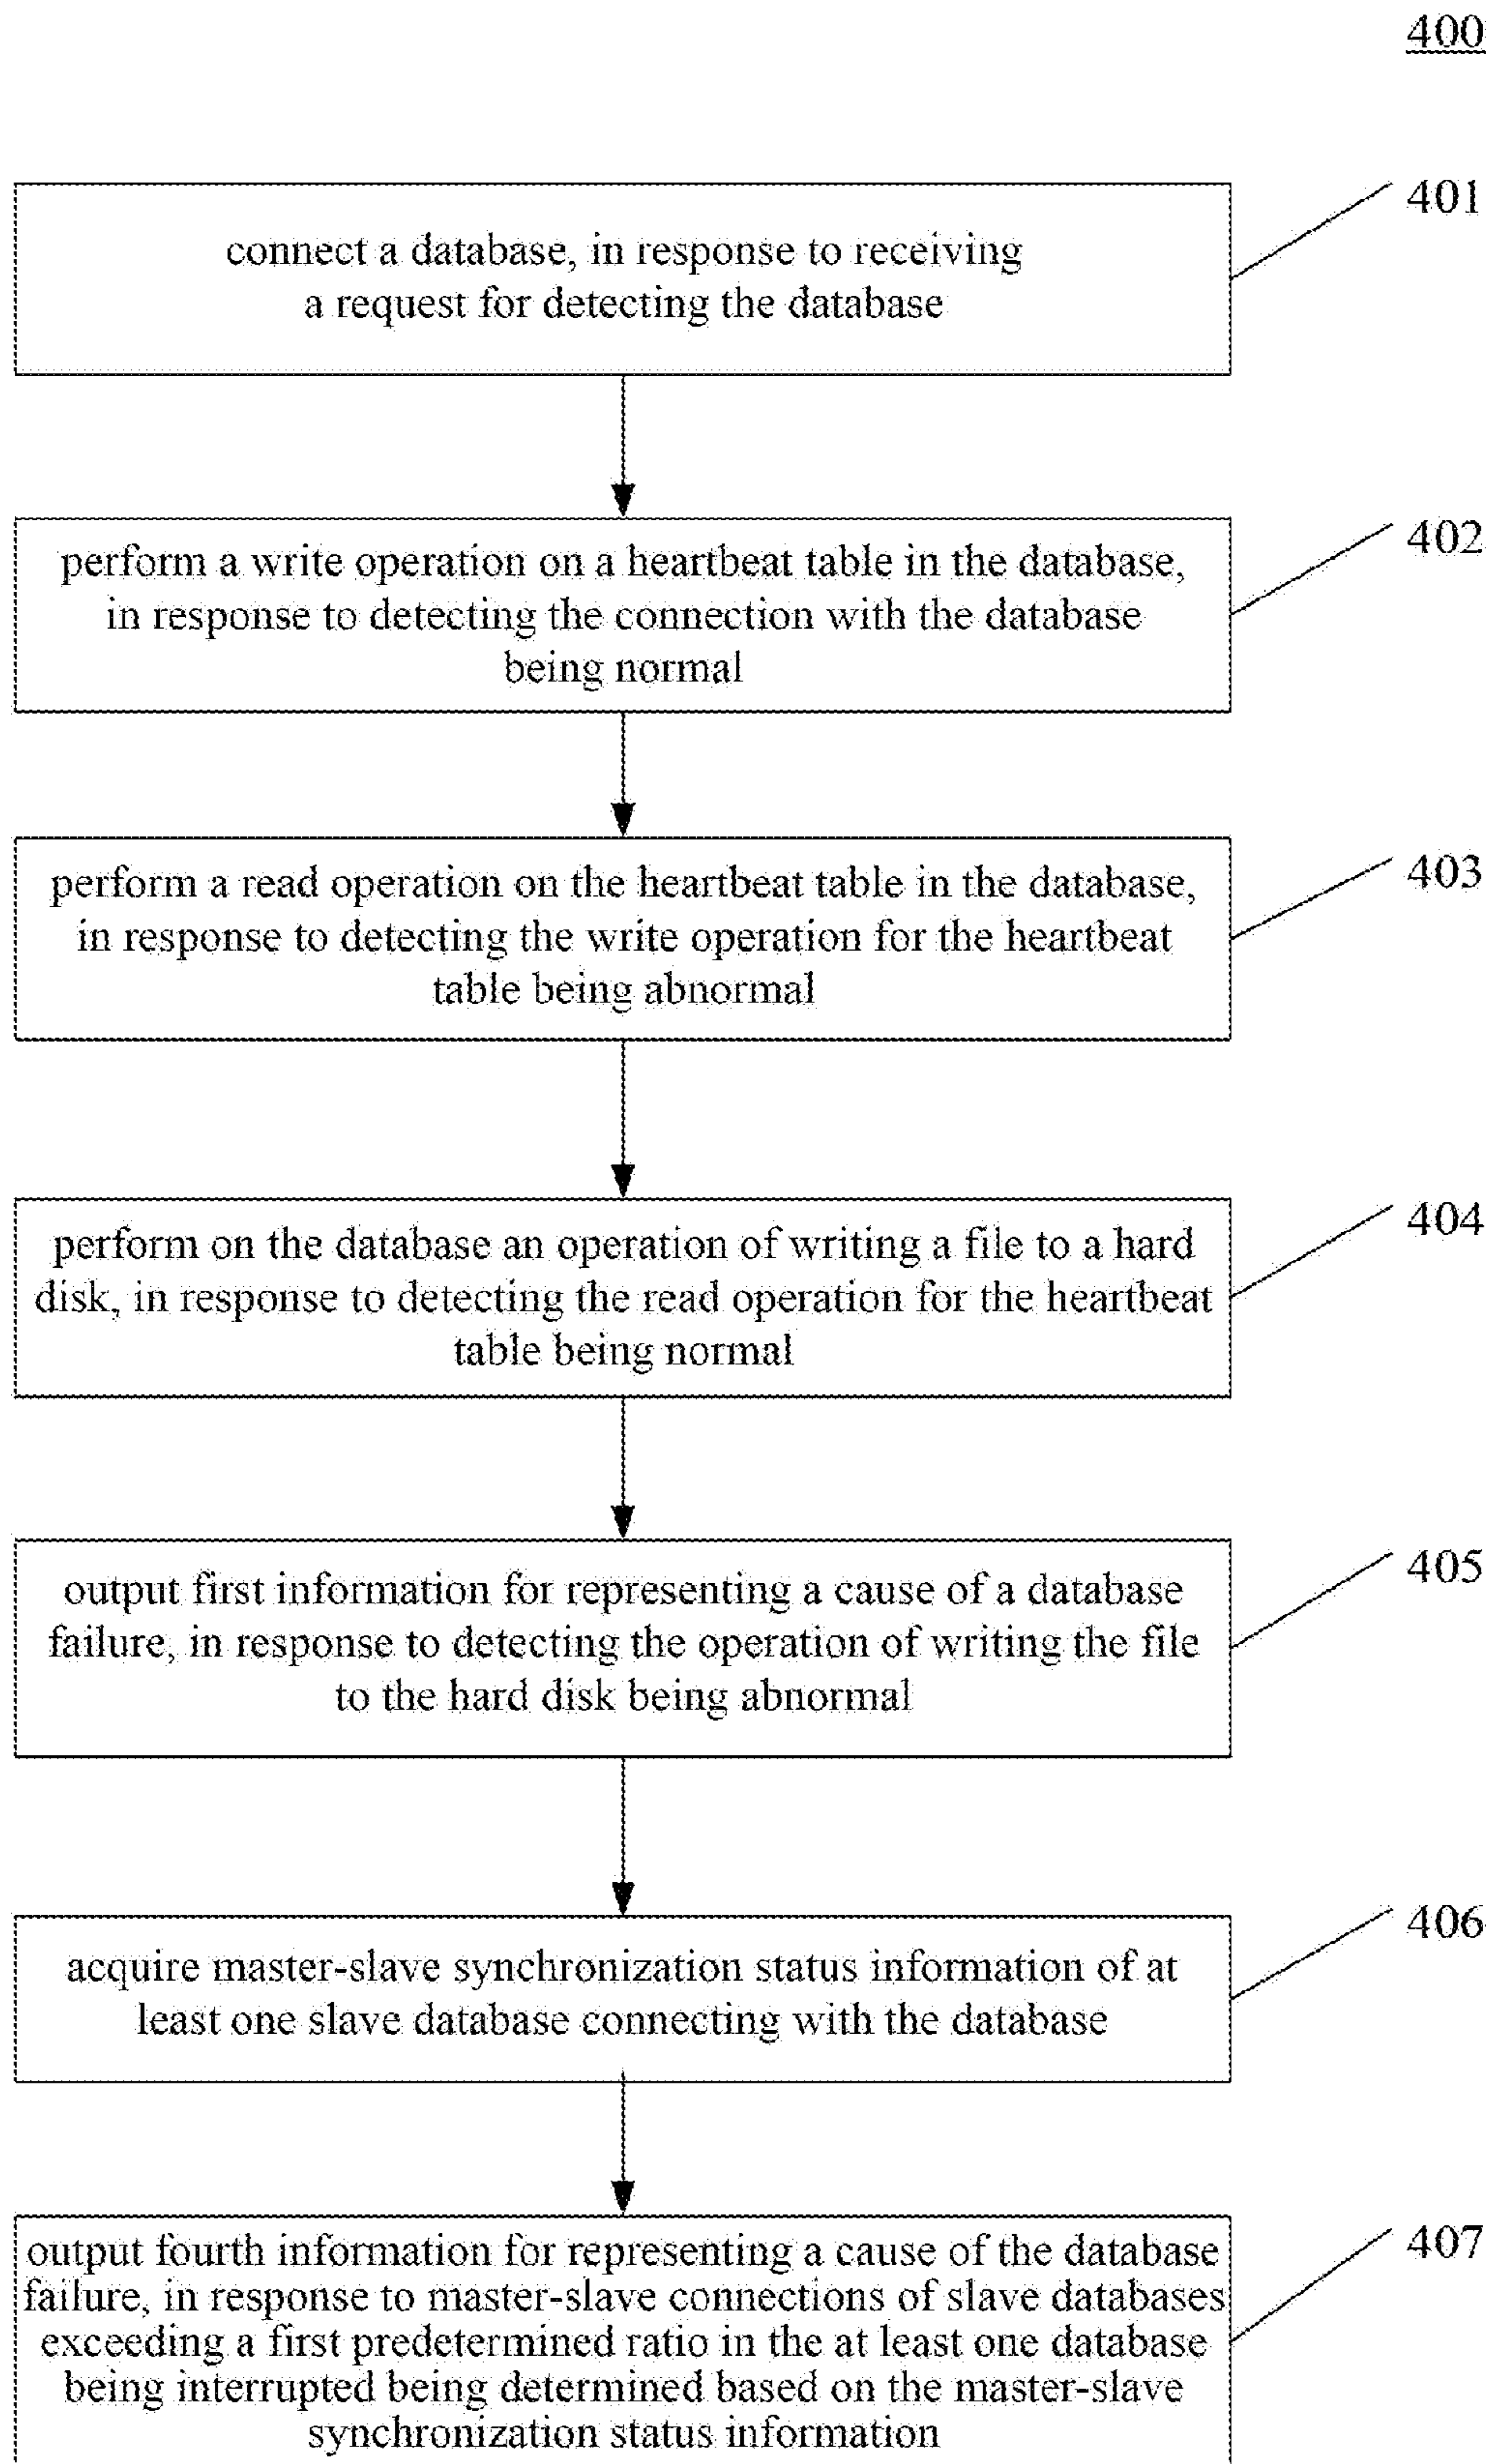 400
401
connect a database, in response to receiving
a request for detecting the database
402
perform a write operation on a heartbeat table in the database,
in response to detecting the connection with the database
being normal
403
perform a read operation on the heartbeat table in the database,
in response to detecting the write operation for the heartbeat
table being abnormal
404
perform on the database an operation of writing a file to a hard
disk, in response to detecting the read operation for the heartbeat
table being normal
405
output first information for representing a cause of a database
failure, in response to detecting the operation of writing the file
to the hard disk being abnormal
406
acquire master-slave synchronization status information of at
least one slave database connecting with the database
407
output fourth information for representing a cause of the database
failure, in response to master-slave connections of slave databases
exceeding a first predetermined ratio in the at least one database
being interrupted being determined based on the master-slave
synchronization status information